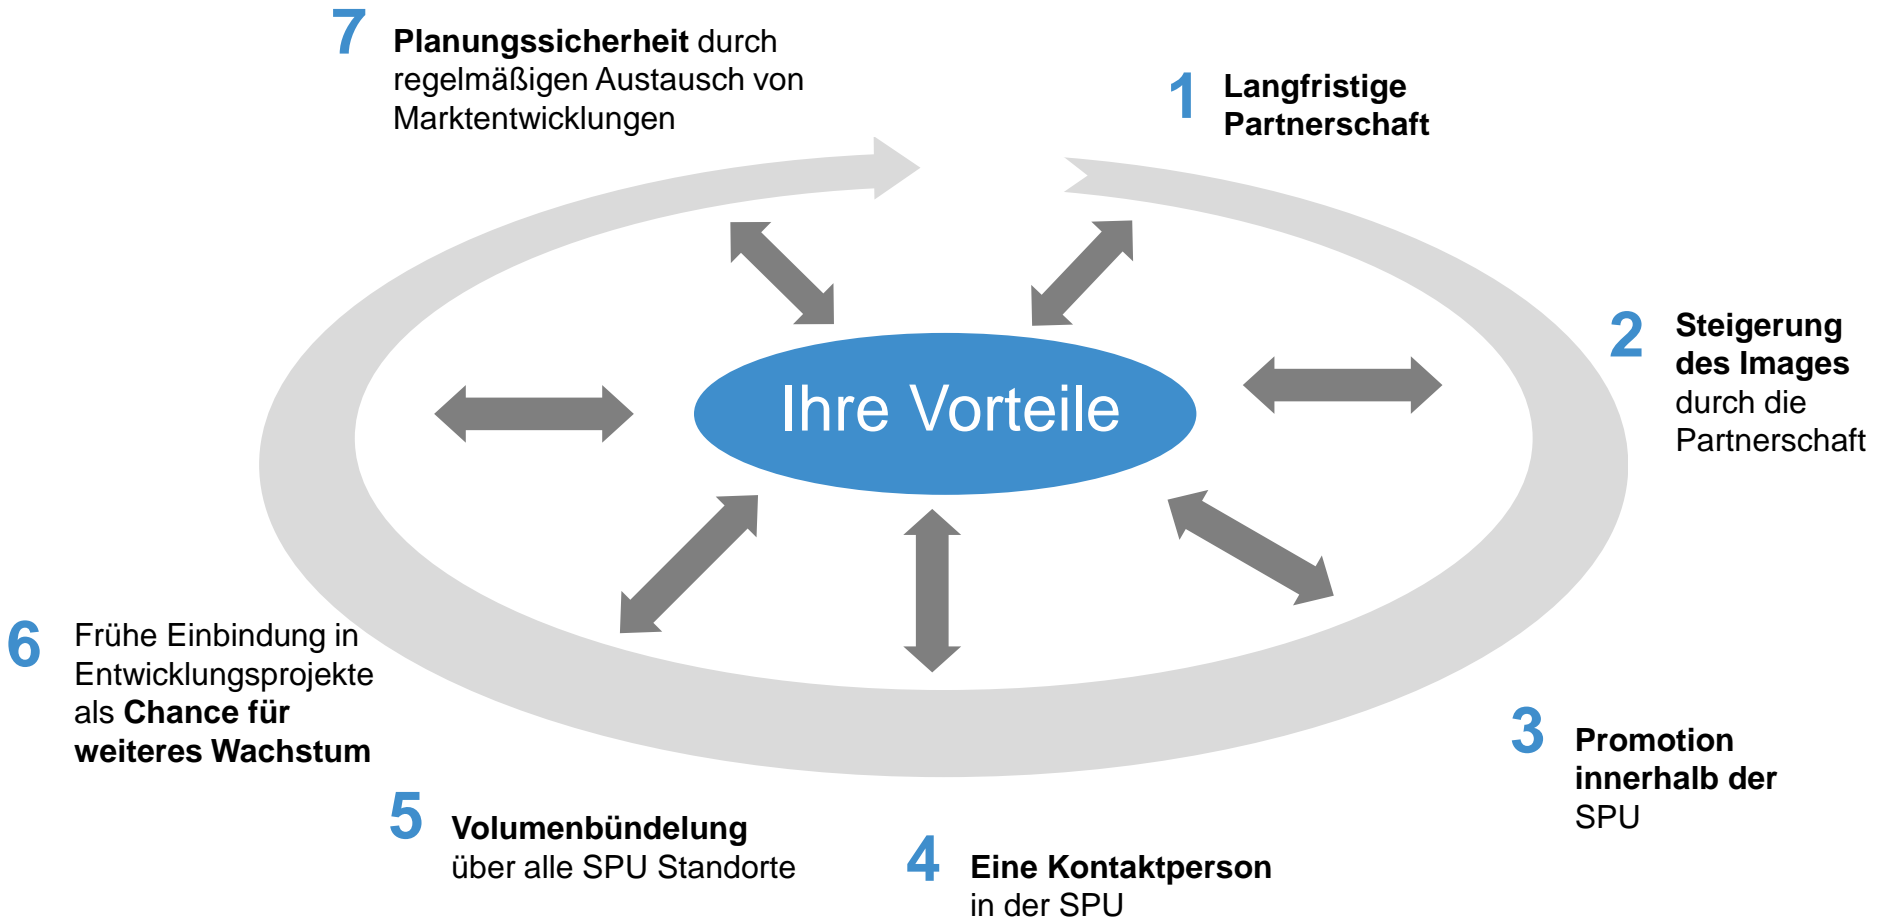 7
Planungssicherheit durch
regelmäßigen Austausch von
Marktentwicklungen
1
Langfristige
Partnerschaft
2
Steigerung
des Images
durch die
Partnerschaft
Ihre Vorteile
6
Frühe Einbindung in
Entwicklungsprojekte
als Chance für
weiteres Wachstum
3
Promotion
innerhalb der
SPU
5
Volumenbündelung
über alle SPU Standorte
4
Eine Kontaktperson
in der SPU